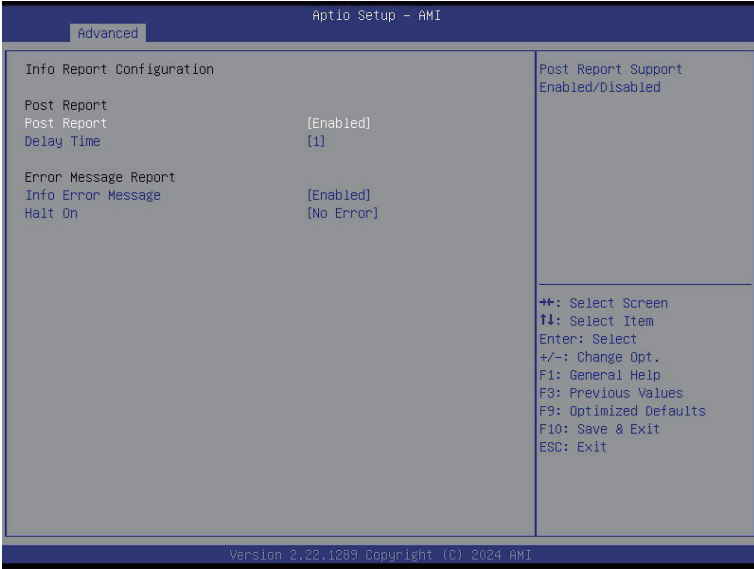 Aptio Setup – AMI
Advanced
Info Report Configuration
Post Report
Post Report [Enabled]
Delay Time [1]
Error Message Report
Info Error Message [Enabled]
Halt On [No Error]
Post Report Support
Enabled/Disabled
→←: Select Screen
↑↓: Select Item
Enter: Select
+/-: Change Opt.
F1: General Help
F3: Previous Values
F9: Optimized Defaults
F10: Save & Exit
ESC: Exit
Version 2.22.1289 Copyright (C) 2024 AMI